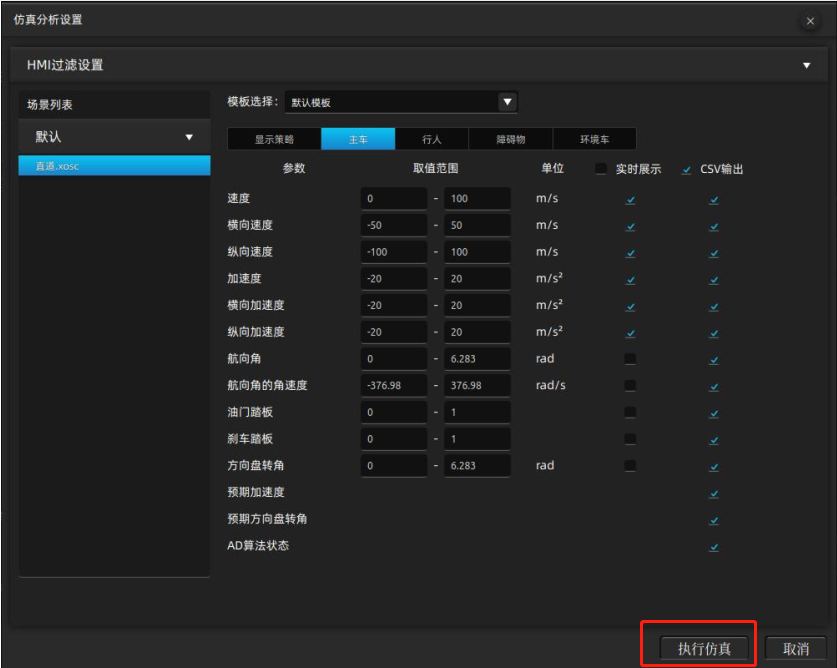 仿真分析设置
HMI过滤设置
场景列表
默认
直道.xosc
模板选择： 默认模板
显示策略 主车 行人 障碍物 环境车
参数 取值范围 单位 实时展示 CSV输出
速度 0 - 100 m/s
横向速度 -50 - 50 m/s
纵向速度 -100 - 100 m/s
加速度 -20 - 20 m/s²
横向加速度 -20 - 20 m/s²
纵向加速度 -20 - 20 m/s²
航向角 0 - 6.283 rad
航向角的角速度 -376.98 - 376.98 rad/s
油门踏板 0 - 1
刹车踏板 0 - 1
方向盘转角 0 - 6.283 rad
预期加速度
预期方向盘转角
AD算法状态
执行仿真 取消